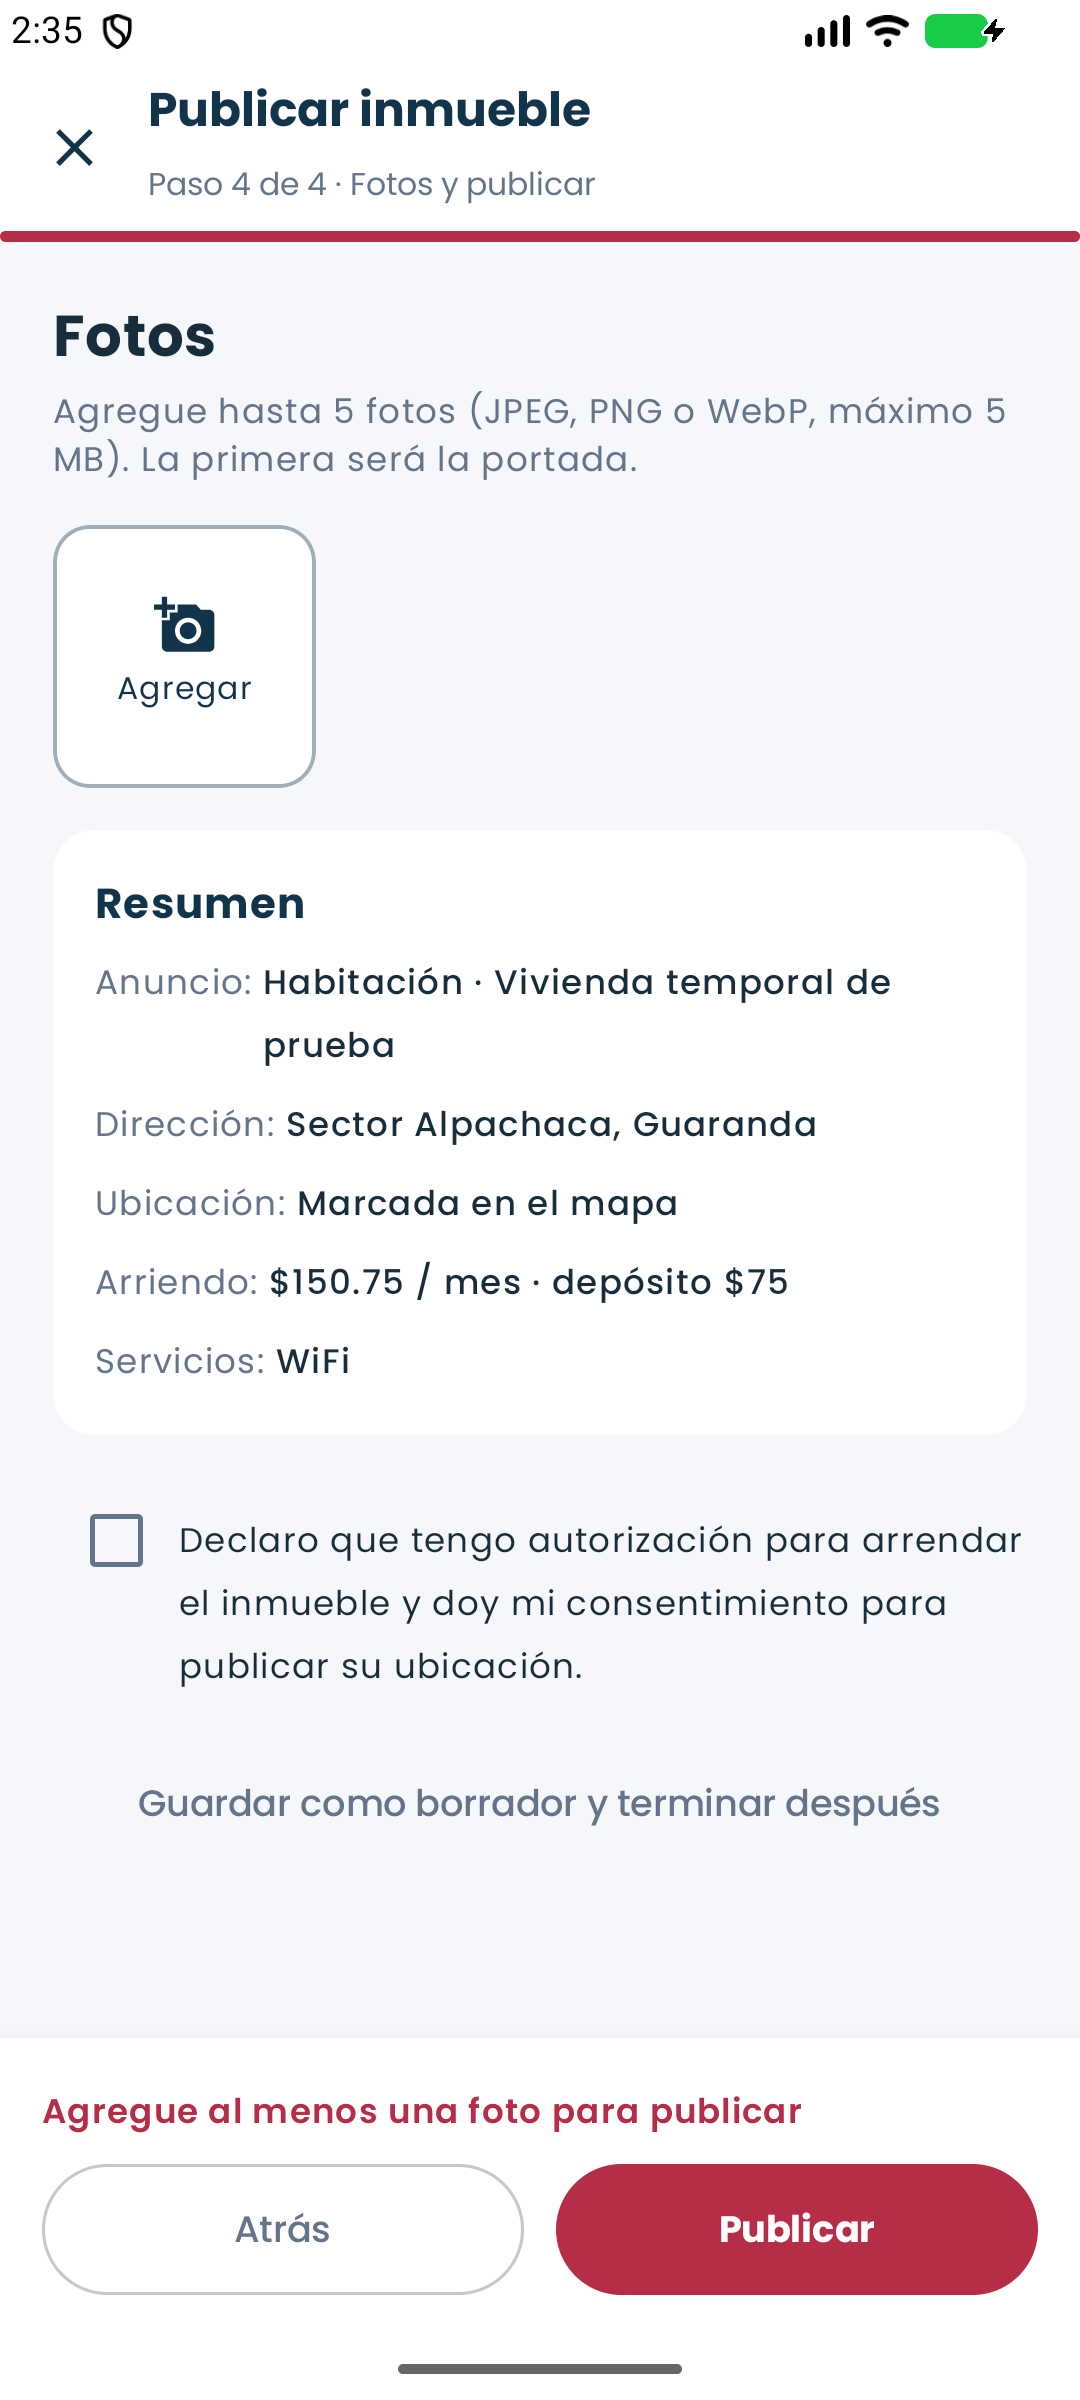 2:35
Publicar inmueble
Paso 4 de 4 · Fotos y publicar
Fotos
Agregue hasta 5 fotos (JPEG, PNG o WebP, máximo 5
MB). La primera será la portada.
Agregar
Resumen
Anuncio: Habitación · Vivienda temporal de
prueba
Dirección: Sector Alpachaca, Guaranda
Ubicación: Marcada en el mapa
Arriendo: $150.75 / mes · depósito $75
Servicios: WiFi
Declaro que tengo autorización para arrendar
el inmueble y doy mi consentimiento para
publicar su ubicación.
Guardar como borrador y terminar después
Agregue al menos una foto para publicar
Atrás
Publicar